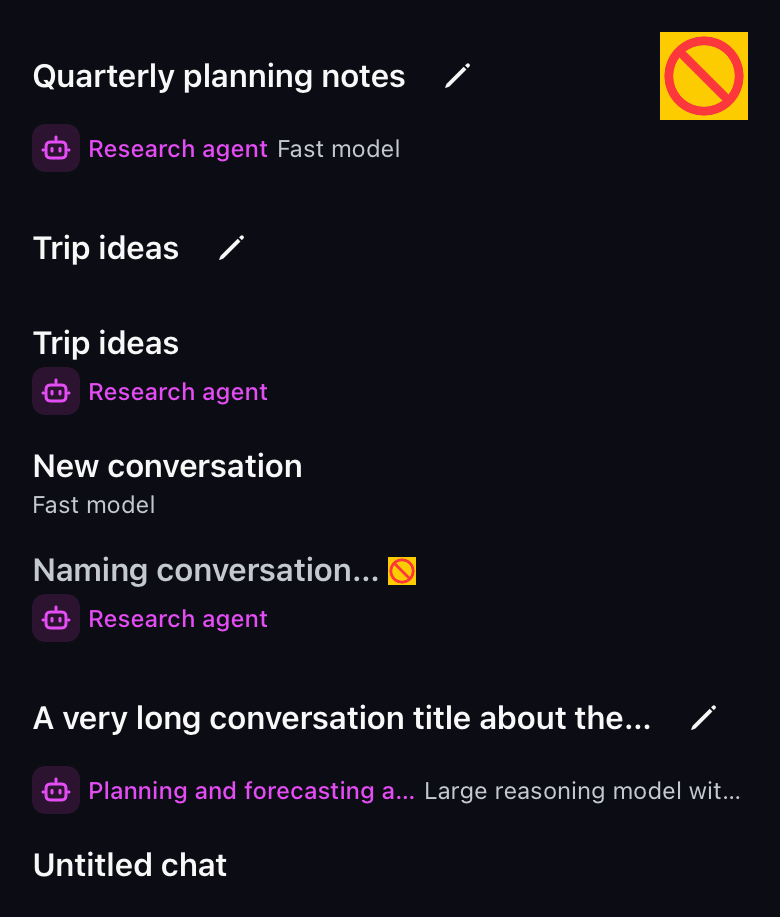 Quarterly planning notes
Research agent Fast model
Trip ideas
Trip ideas
Research agent
New conversation
Fast model
Naming conversation...
Research agent
A very long conversation title about the...
Planning and forecasting a... Large reasoning model wit...
Untitled chat